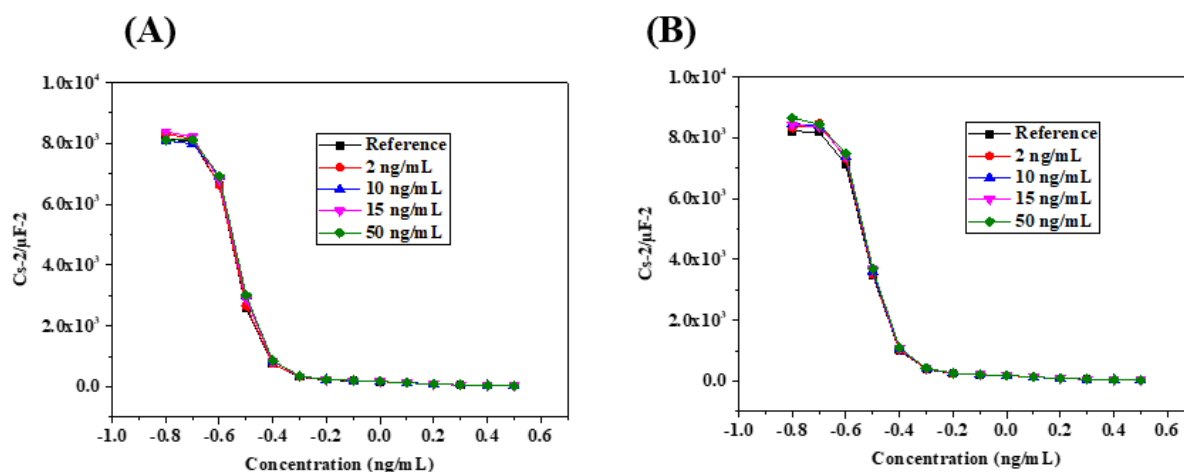 (A)
1.0x10⁴
8.0x10³
6.0x10³
4.0x10³
2.0x10³
0.0
Cs-2/µF-2
Reference
2 ng/mL
10 ng/mL
15 ng/mL
50 ng/mL
-1.0 -0.8 -0.6 -0.4 -0.2 0.0 0.2 0.4 0.6
Concentration (ng/mL)
(B)
1.0x10⁴
8.0x10³
6.0x10³
4.0x10³
2.0x10³
0.0
Cs-2/µF-2
Reference
2 ng/mL
10 ng/mL
15 ng/mL
50 ng/mL
-1.0 -0.8 -0.6 -0.4 -0.2 0.0 0.2 0.4 0.6
Concentration (ng/mL)